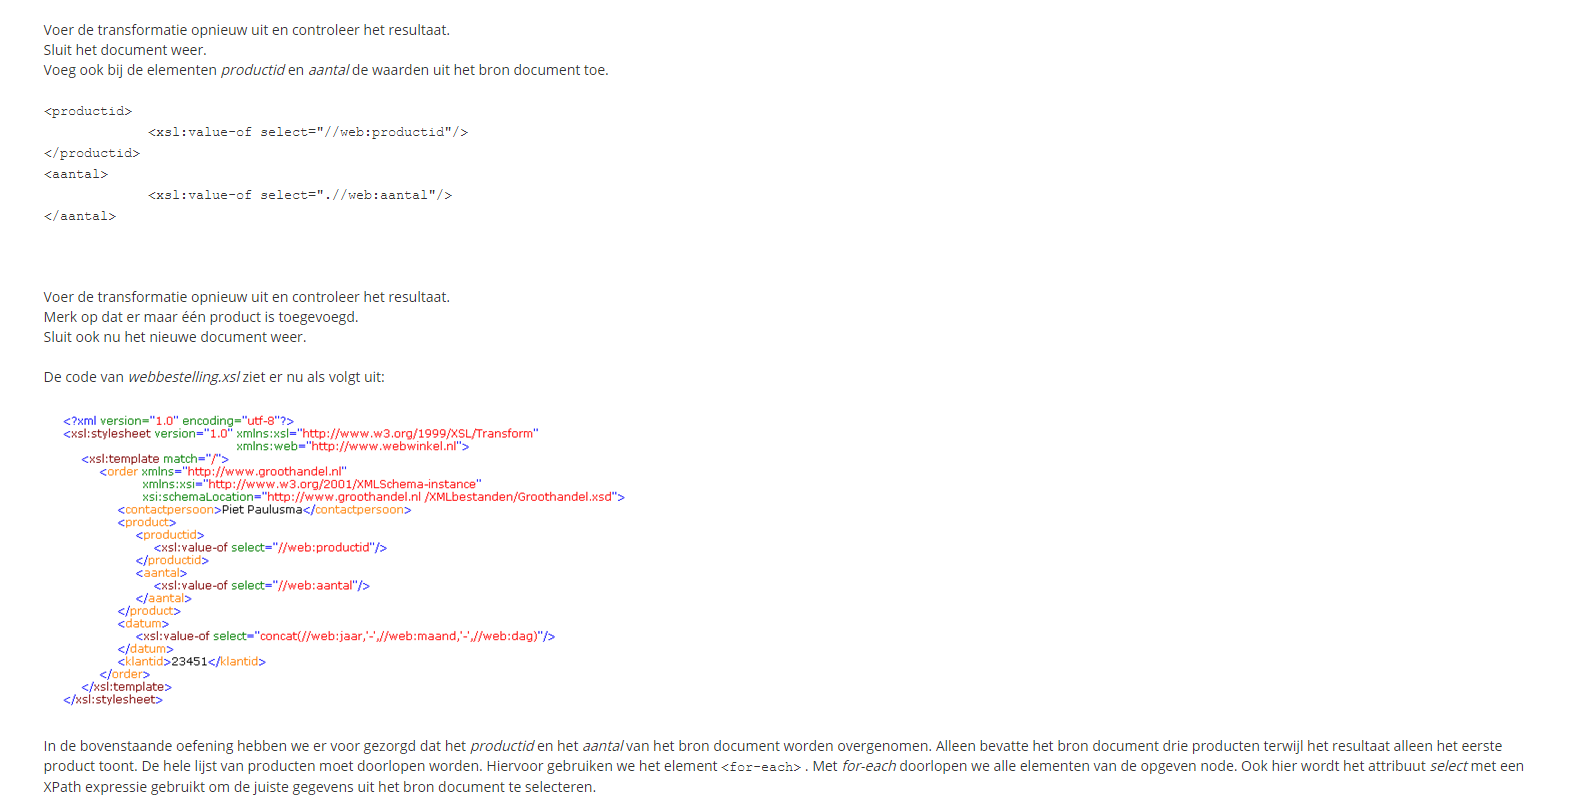 Voer de transformatie opnieuw uit en controleer het resultaat.
Sluit het document weer.
Voeg ook bij de elementen productid en aantal de waarden uit het bron document toe.
<productid>
<xsl:value-of select="//web:productid"/>
</productid>
<aantal>
<xsl:value-of select=".//web:aantal"/>
</aantal>
Voer de transformatie opnieuw uit en controleer het resultaat.
Merk op dat er maar één product is toegevoegd.
Sluit ook nu het nieuwe document weer.
De code van webbestelling.xsl ziet er nu als volgt uit:
<?xml version="1.0" encoding="utf-8"?>
<xsl:stylesheet version="1.0" xmlns:xsl="http://www.w3.org/1999/XSL/Transform"
xmlns:web="http://www.webwinkel.nl">
<xsl:template match="/">
<order xmlns="http://www.groothandel.nl"
xmlns:xsi="http://www.w3.org/2001/XMLSchema-instance"
xsi:schemaLocation="http://www.groothandel.nl /XMLbestanden/Groothandel.xsd">
<contactpersoon>Piet Paulusma</contactpersoon>
<product>
<productid>
<xsl:value-of select="//web:productid"/>
</productid>
<aantal>
<xsl:value-of select="//web:aantal"/>
</aantal>
</product>
<datum>
<xsl:value-of select="concat(//web:jaar,'-',//web:maand,'-',//web:dag)"/>
</datum>
<klantid>23451</klantid>
</order>
</xsl:template>
</xsl:stylesheet>
In de bovenstaande oefening hebben we er voor gezorgd dat het productid en het aantal van het bron document worden overgenomen. Alleen bevatte het bron document drie producten terwijl het resultaat alleen het eerste
product toont. De hele lijst van producten moet doorlopen worden. Hiervoor gebruiken we het element <for-each> . Met for-each doorlopen we alle elementen van de opgeven node. Ook hier wordt het attribuut select met een
XPath expressie gebruikt om de juiste gegevens uit het bron document te selecteren.